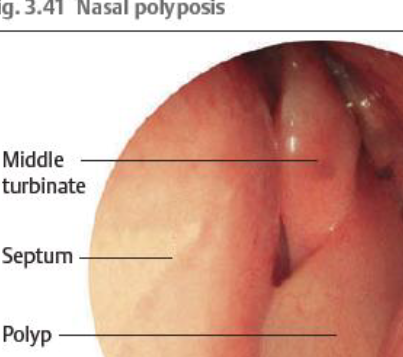 ig. 3.41 Nasal polyposis
Middle
turbinate
Septum
Polyp